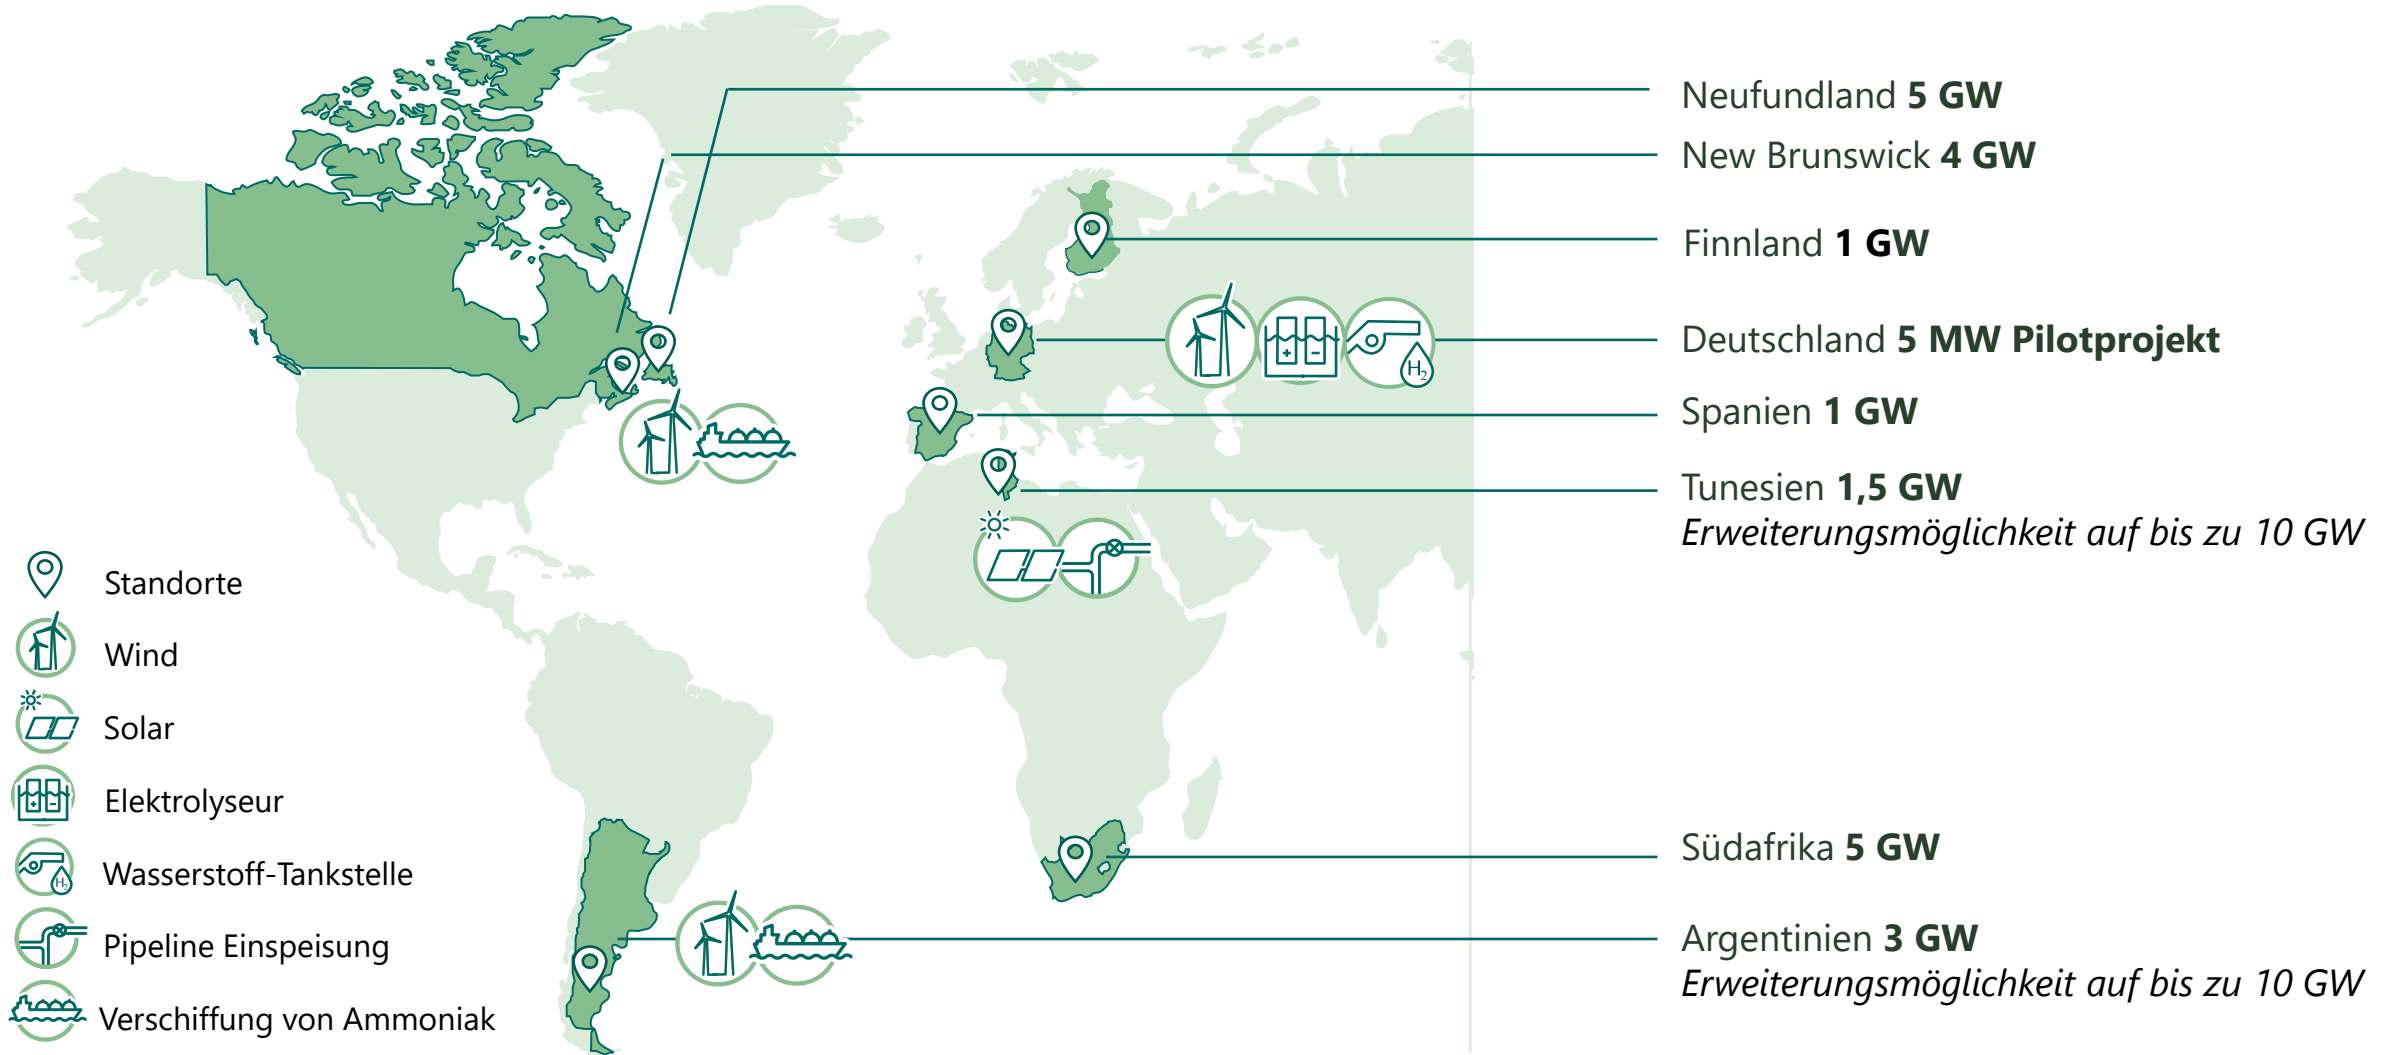 Neufundland 5 GW
New Brunswick 4 GW
Finnland 1 GW
Deutschland 5 MW Pilotprojekt
Spanien 1 GW
Tunesien 1,5 GW
Erweiterungsmöglichkeit auf bis zu 10 GW
Südafrika 5 GW
Argentinien 3 GW
Erweiterungsmöglichkeit auf bis zu 10 GW
H₂
Standorte
Wind
Solar
Elektrolyseur
Wasserstoff-Tankstelle
H₂
Pipeline Einspeisung
Verschiffung von Ammoniak